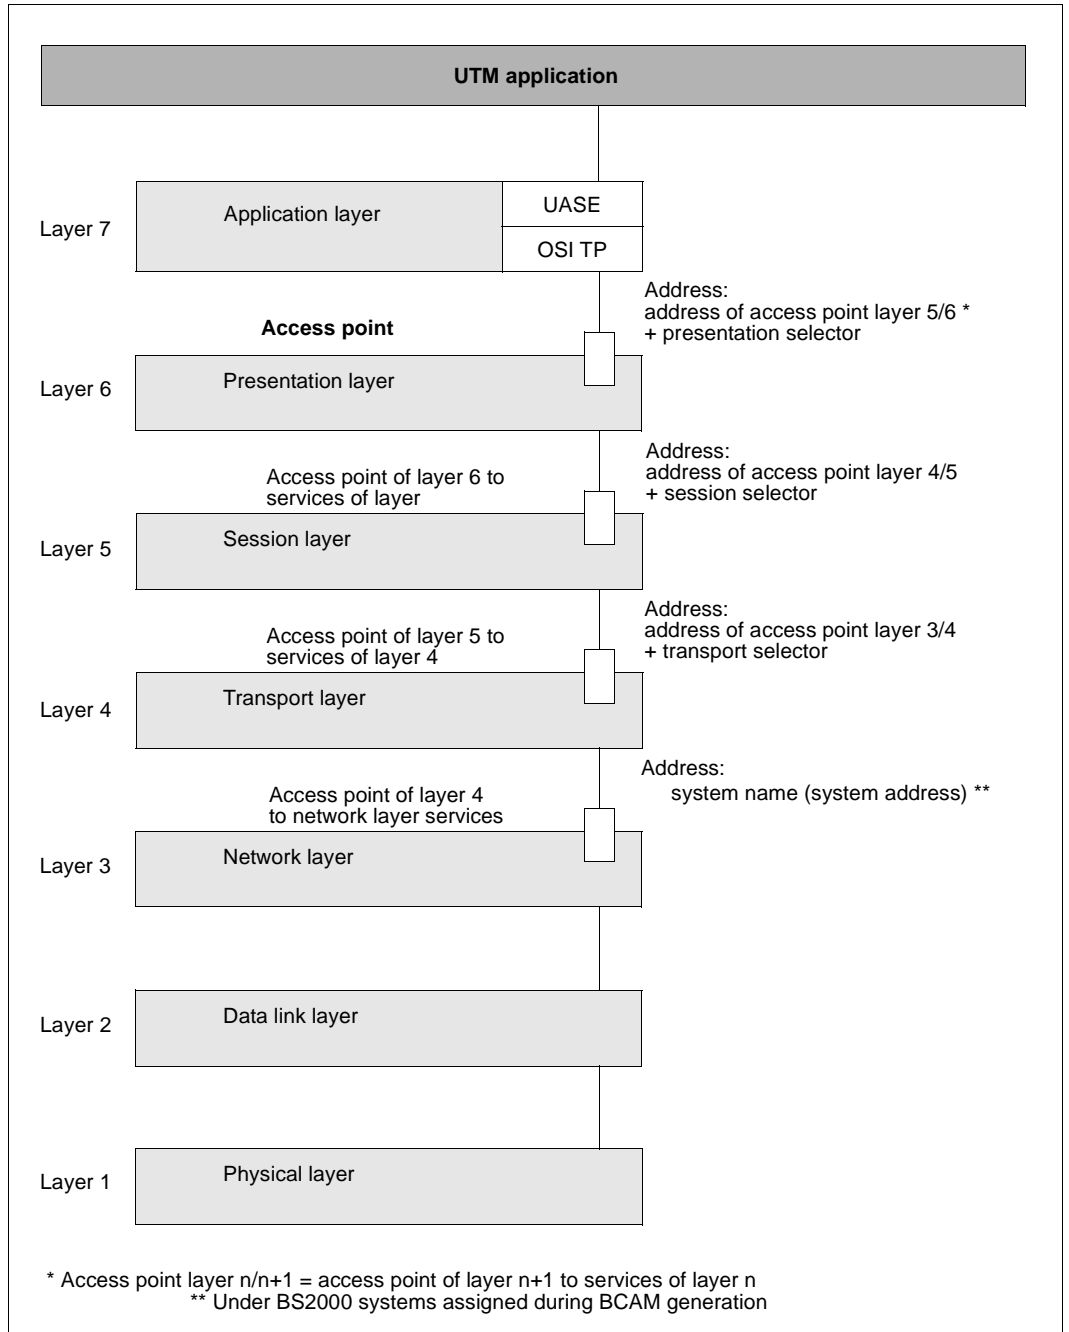 UTM application
Layer 7
Application layer
UASE
OSI TP
Address:
address of access point layer 5/6 *
+ presentation selector
Access point
Layer 6
Presentation layer
Address:
address of access point layer 4/5
+ session selector
Access point of layer 6 to
services of layer
Layer 5
Session layer
Address:
address of access point layer 3/4
+ transport selector
Access point of layer 5 to
services of layer 4
Layer 4
Transport layer
Address:
system name (system address) **
Access point of layer 4
to network layer services
Layer 3
Network layer
Layer 2
Data link layer
Layer 1
Physical layer
* Access point layer n/n+1 = access point of layer n+1 to services of layer n
** Under BS2000 systems assigned during BCAM generation